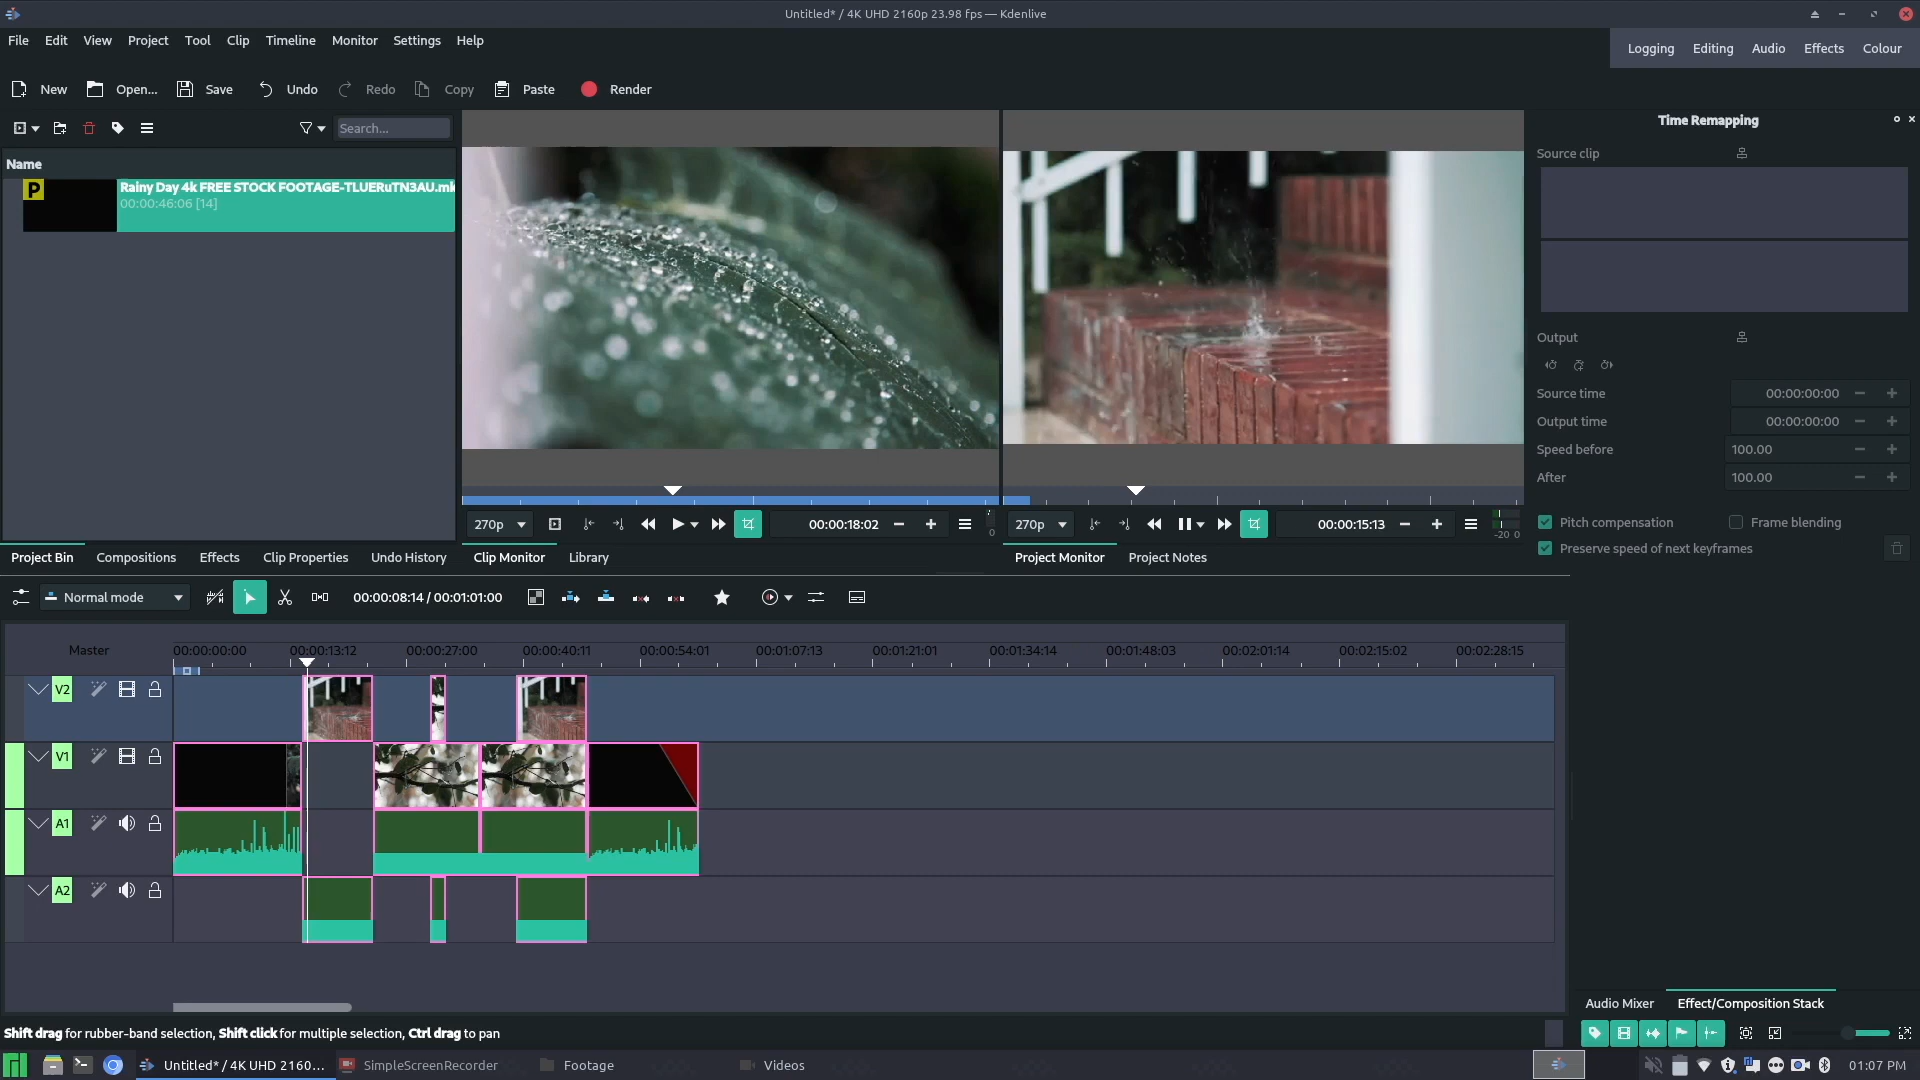 Untitled* / 4K UHD 2160p 23.98 fps — Kdenlive
File Edit View Project Tool Clip Timeline Monitor Settings Help
Logging Editing Audio Effects Colour
New Open... Save Undo Redo Copy Paste Render
Search...
Time Remapping
Name
P
Rainy Day 4k FREE STOCK FOOTAGE-TLUERuTN3AU.mk
00:00:46:06 [14]
Source clip
Output
Source time 00:00:00:00
Output time 00:00:00:00
Speed before 100.00
After 100.00
Pitch compensation Frame blending
Preserve speed of next keyframes
270p 00:00:18:02 0
270p 00:00:15:13 -20 0
Project Bin Compositions Effects Clip Properties Undo History Clip Monitor Library Project Monitor Project Notes
Normal mode 00:00:08:14 / 00:01:01:00
Master 00:00:00:00 00:00:13:12 00:00:27:00 00:00:40:11 00:00:54:01 00:01:07:13 00:01:21:01 00:01:34:14 00:01:48:03 00:02:01:14 00:02:15:02 00:02:28:15
V2
V1
A1
A2
Audio Mixer Effect/Composition Stack
Shift drag for rubber-band selection, Shift click for multiple selection, Ctrl drag to pan
Untitled* / 4K UHD 2160... SimpleScreenRecorder Footage Videos 01:07 PM